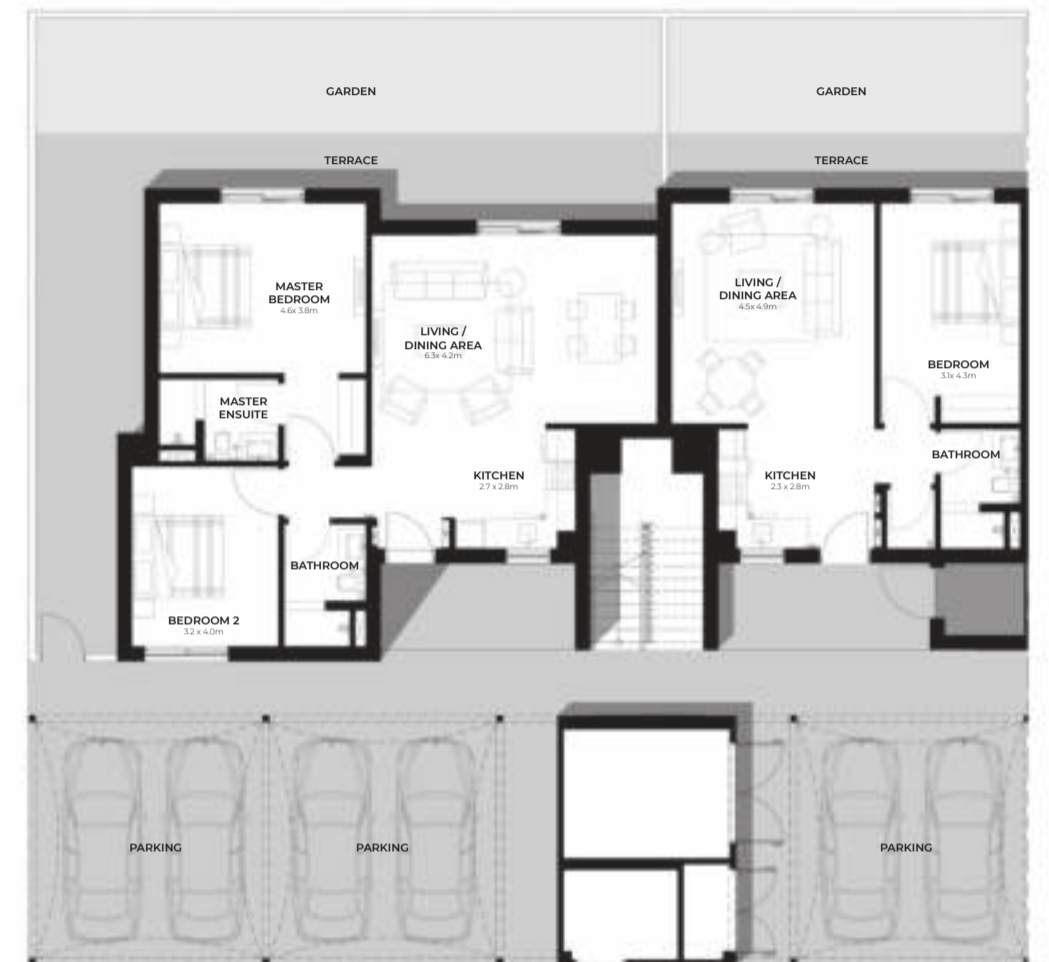 GARDEN
GARDEN
TERRACE
TERRACE
MASTER
BEDROOM
4.6x 3.8m
LIVING /
DINING AREA
6.3x 4.2m
LIVING /
DINING AREA
4.5x 4.9m
BEDROOM
3.1x 4.3m
MASTER
ENSUITE
KITCHEN
2.7 x 2.8m
KITCHEN
2.3 x 2.8m
BATHROOM
BATHROOM
BEDROOM 2
3.2 x 4.0m
PARKING
PARKING
PARKING